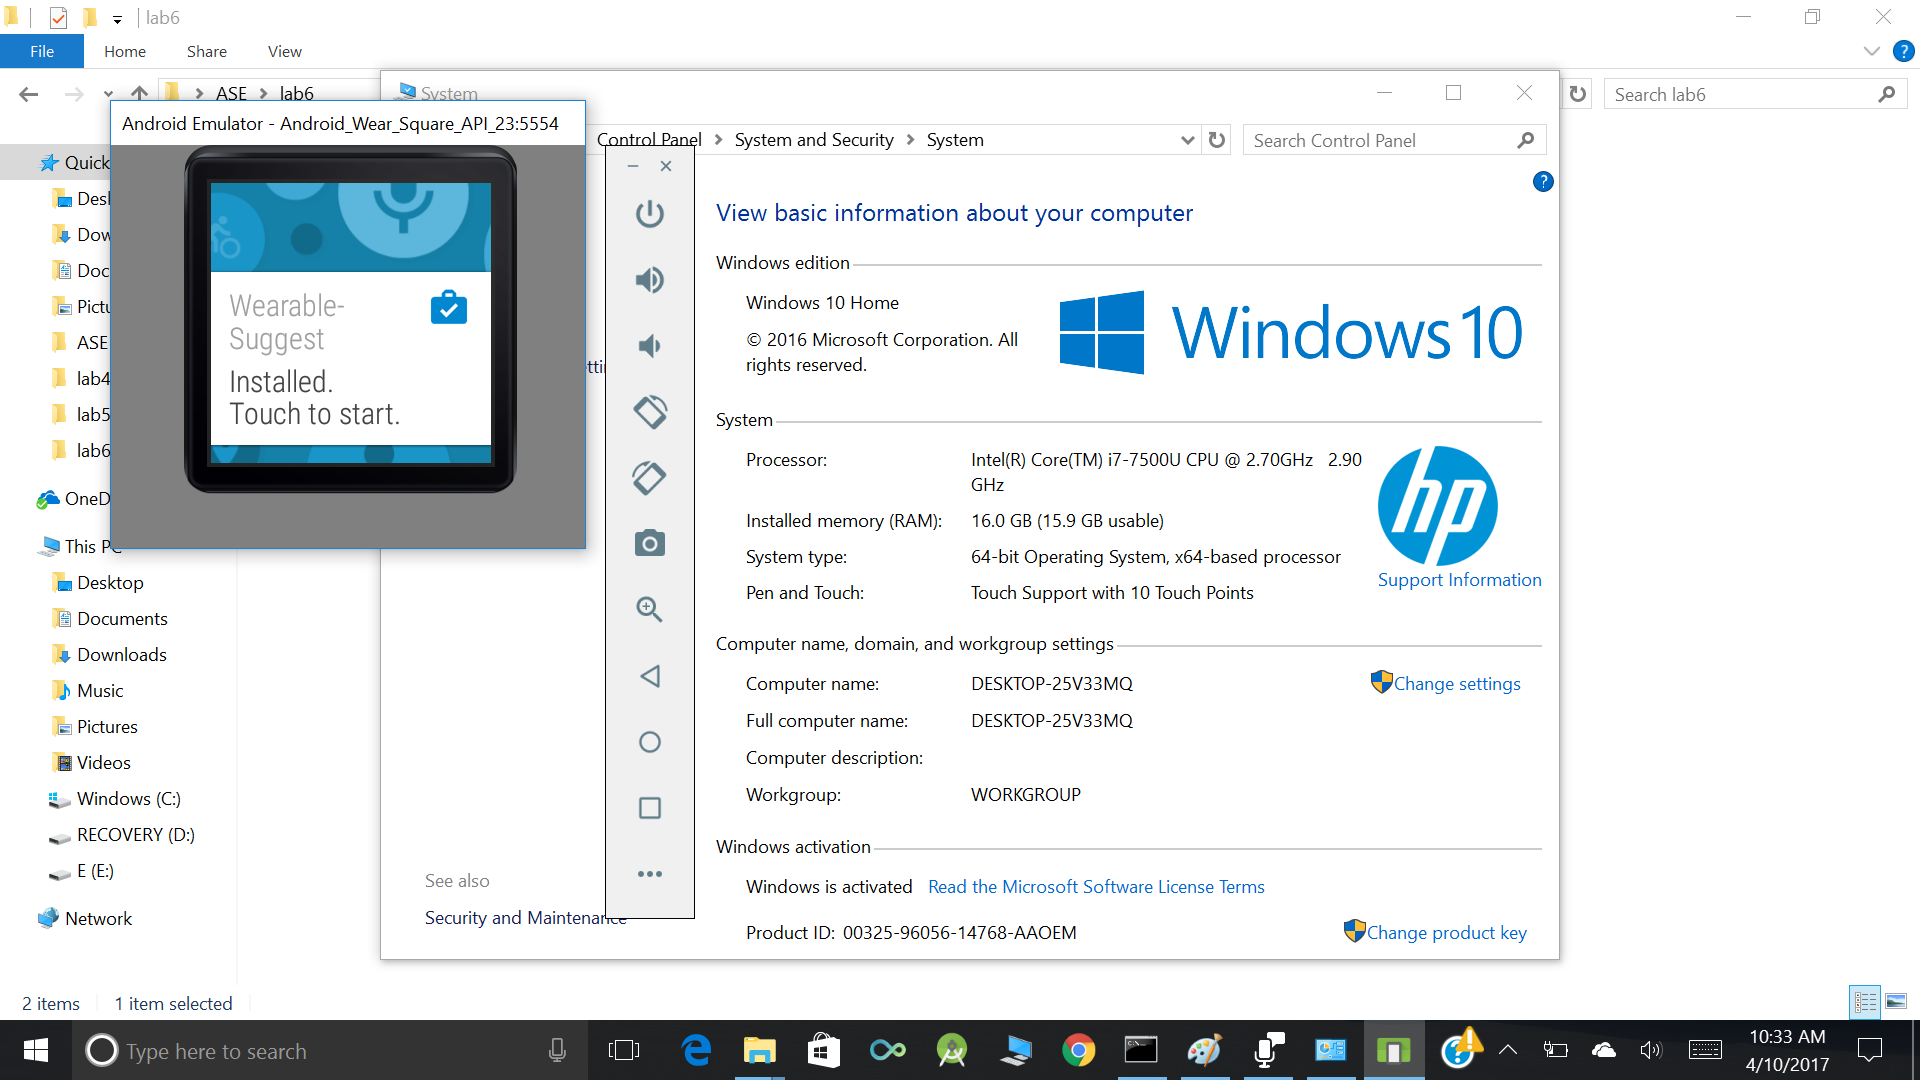 lab6
File
Home
Share
View
ASE
lab6
Search lab6
System
Control Panel
System and Security
System
Search Control Panel
Android Emulator - Android_Wear_Square_API_23:5554
Wearable-
Suggest
Installed.
Touch to start.
Quick
ASE
lab4
lab5
lab6
This PC
Desktop
Documents
Downloads
Music
Pictures
Videos
Windows (C:)
RECOVERY (D:)
E (E:)
Network
2 items
1 item selected
View basic information about your computer
Windows edition
Windows 10 Home
© 2016 Microsoft Corporation. All
rights reserved.
Windows 10
System
Processor:
Intel(R) Core(TM) i7-7500U CPU @ 2.70GHz 2.90
GHz
Installed memory (RAM):
16.0 GB (15.9 GB usable)
System type:
64-bit Operating System, x64-based processor
Pen and Touch:
Touch Support with 10 Touch Points
hp
Support Information
Computer name, domain, and workgroup settings
Computer name:
DESKTOP-25V33MQ
Change settings
Full computer name:
DESKTOP-25V33MQ
Computer description:
Workgroup:
WORKGROUP
Windows activation
Windows is activated
Read the Microsoft Software License Terms
Product ID: 00325-96056-14768-AAOEM
Change product key
See also
Security and Maintenance
Type here to search
10:33 AM
4/10/2017